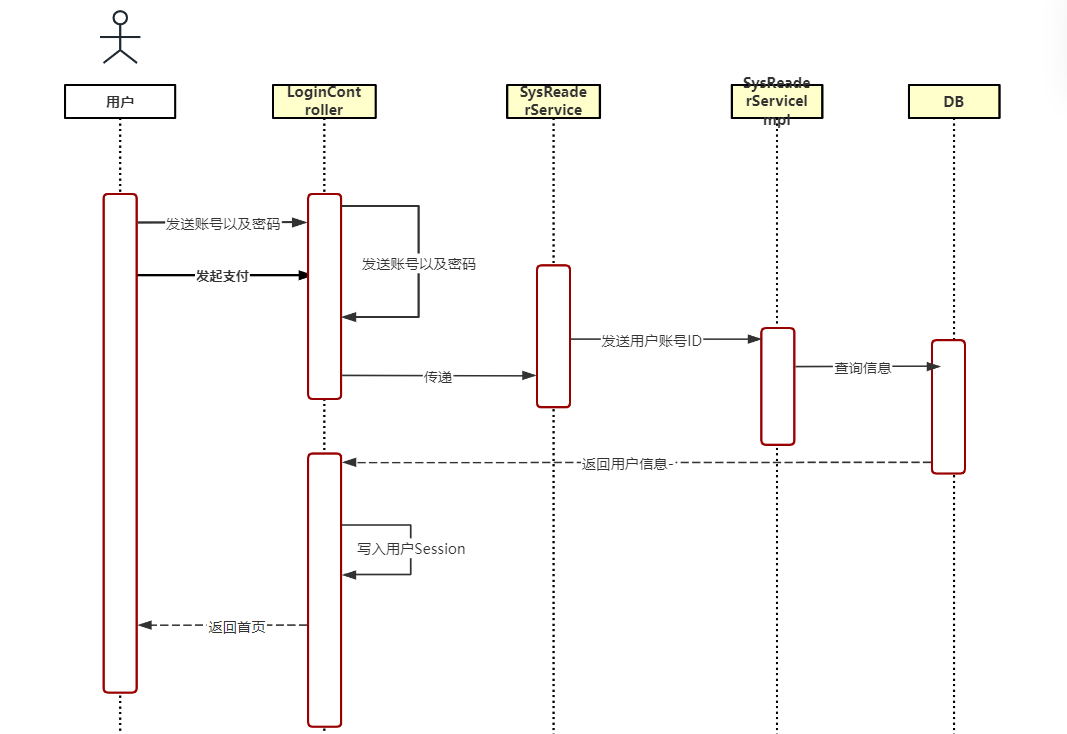 用户
LoginCont
roller
SysReade
rService
SysReade
rServiceI
mpl
DB
发送账号以及密码
发送账号以及密码
发起支付
发送用户账号ID
查询信息
传递
返回用户信息-
写入用户Session
返回首页